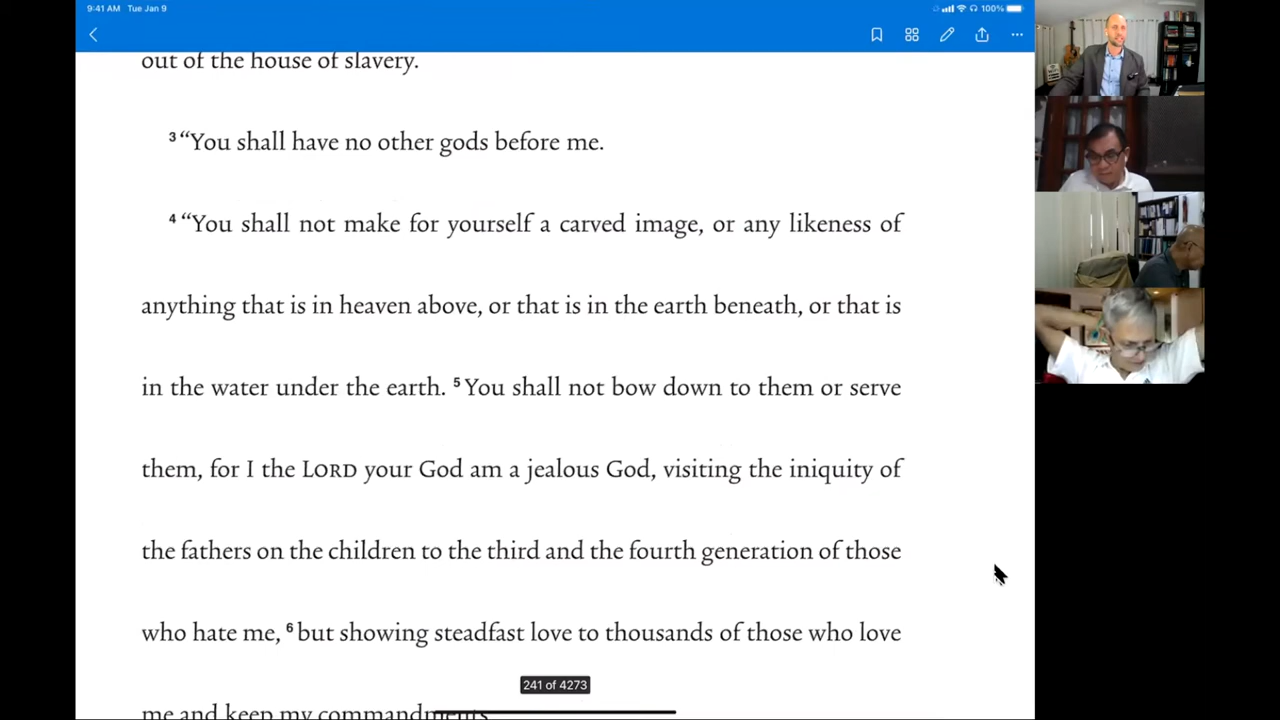 9:41 AM Tue Jan 9
100%
out of the house of slavery.
3 “You shall have no other gods before me.
4 “You shall not make for yourself a carved image, or any likeness of
anything that is in heaven above, or that is in the earth beneath, or that is
in the water under the earth. 5 You shall not bow down to them or serve
them, for I the LORD your God am a jealous God, visiting the iniquity of
the fathers on the children to the third and the fourth generation of those
who hate me, 6 but showing steadfast love to thousands of those who love
241 of 4273
me and keep my commandments.